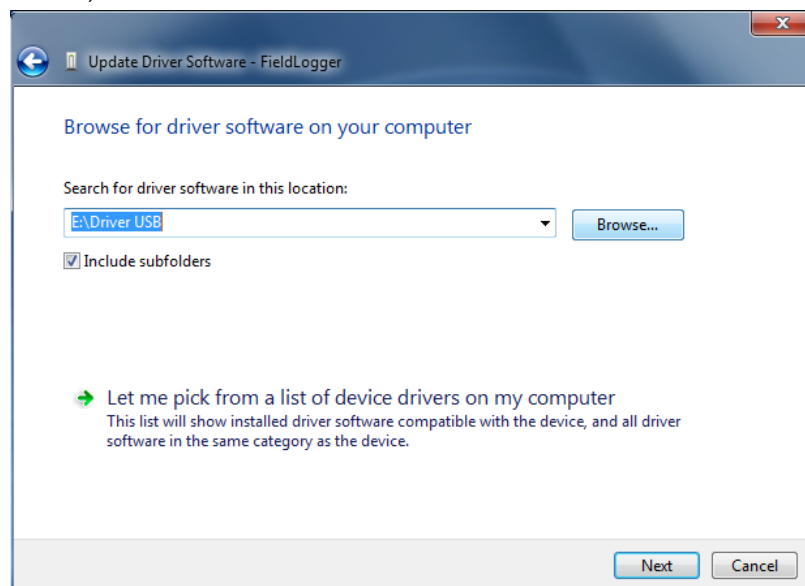 Update Driver Software - FieldLogger
Browse for driver software on your computer
Search for driver software in this location:
E:\Driver USB
Browse...
Include subfolders
Let me pick from a list of device drivers on my computer
This list will show installed driver software compatible with the device, and all driver
software in the same category as the device.
Next
Cancel